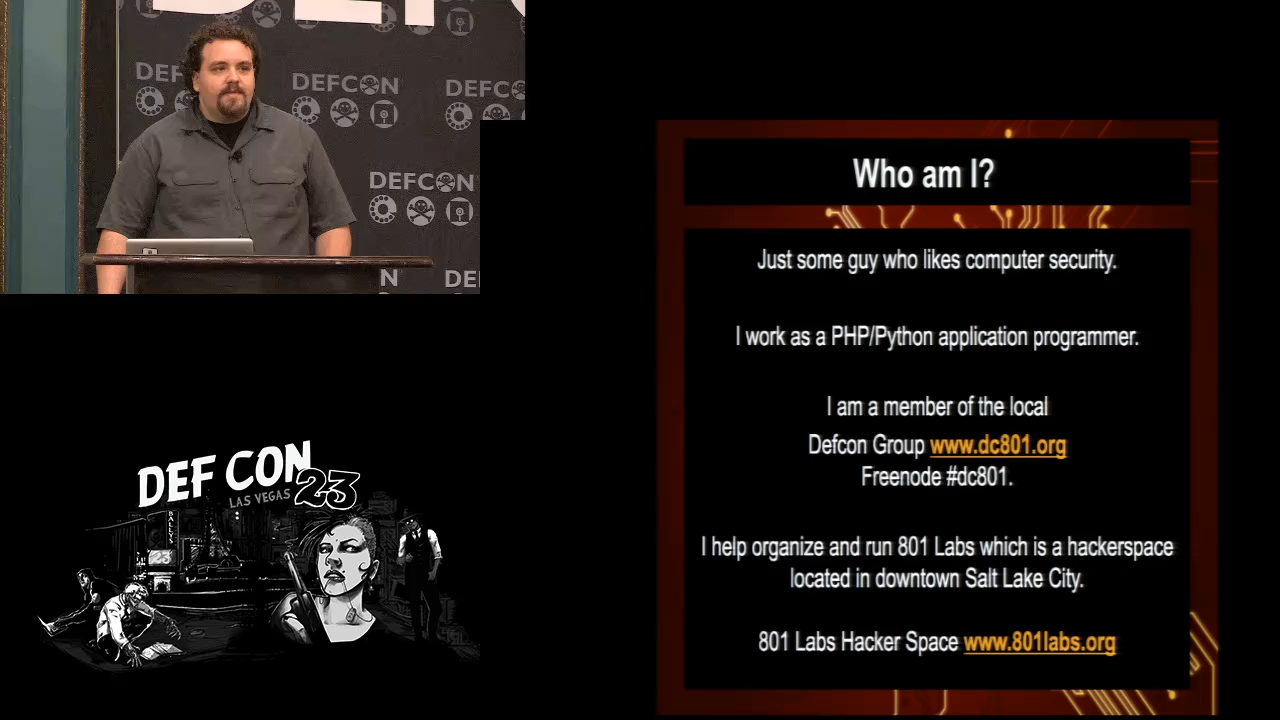 DEFCON
DEFCON
DEFCON
Who am I?
Just some guy who likes computer security.
I work as a PHP/Python application programmer.
I am a member of the local
Defcon Group www.dc801.org
Freenode #dc801.
I help organize and run 801 Labs which is a hackerspace
located in downtown Salt Lake City.
801 Labs Hacker Space www.801labs.org
DEF CON
LAS VEGAS 23
BALLYS
23